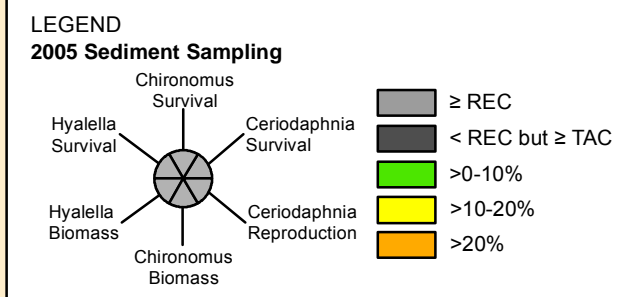 LEGEND
2005 Sediment Sampling
Chironomus
Survival
Hyalella
Survival
Ceriodaphnia
Survival
Hyalella
Biomass
Ceriodaphnia
Reproduction
Chironomus
Biomass
≥ REC
< REC but ≥ TAC
>0-10%
>10-20%
>20%